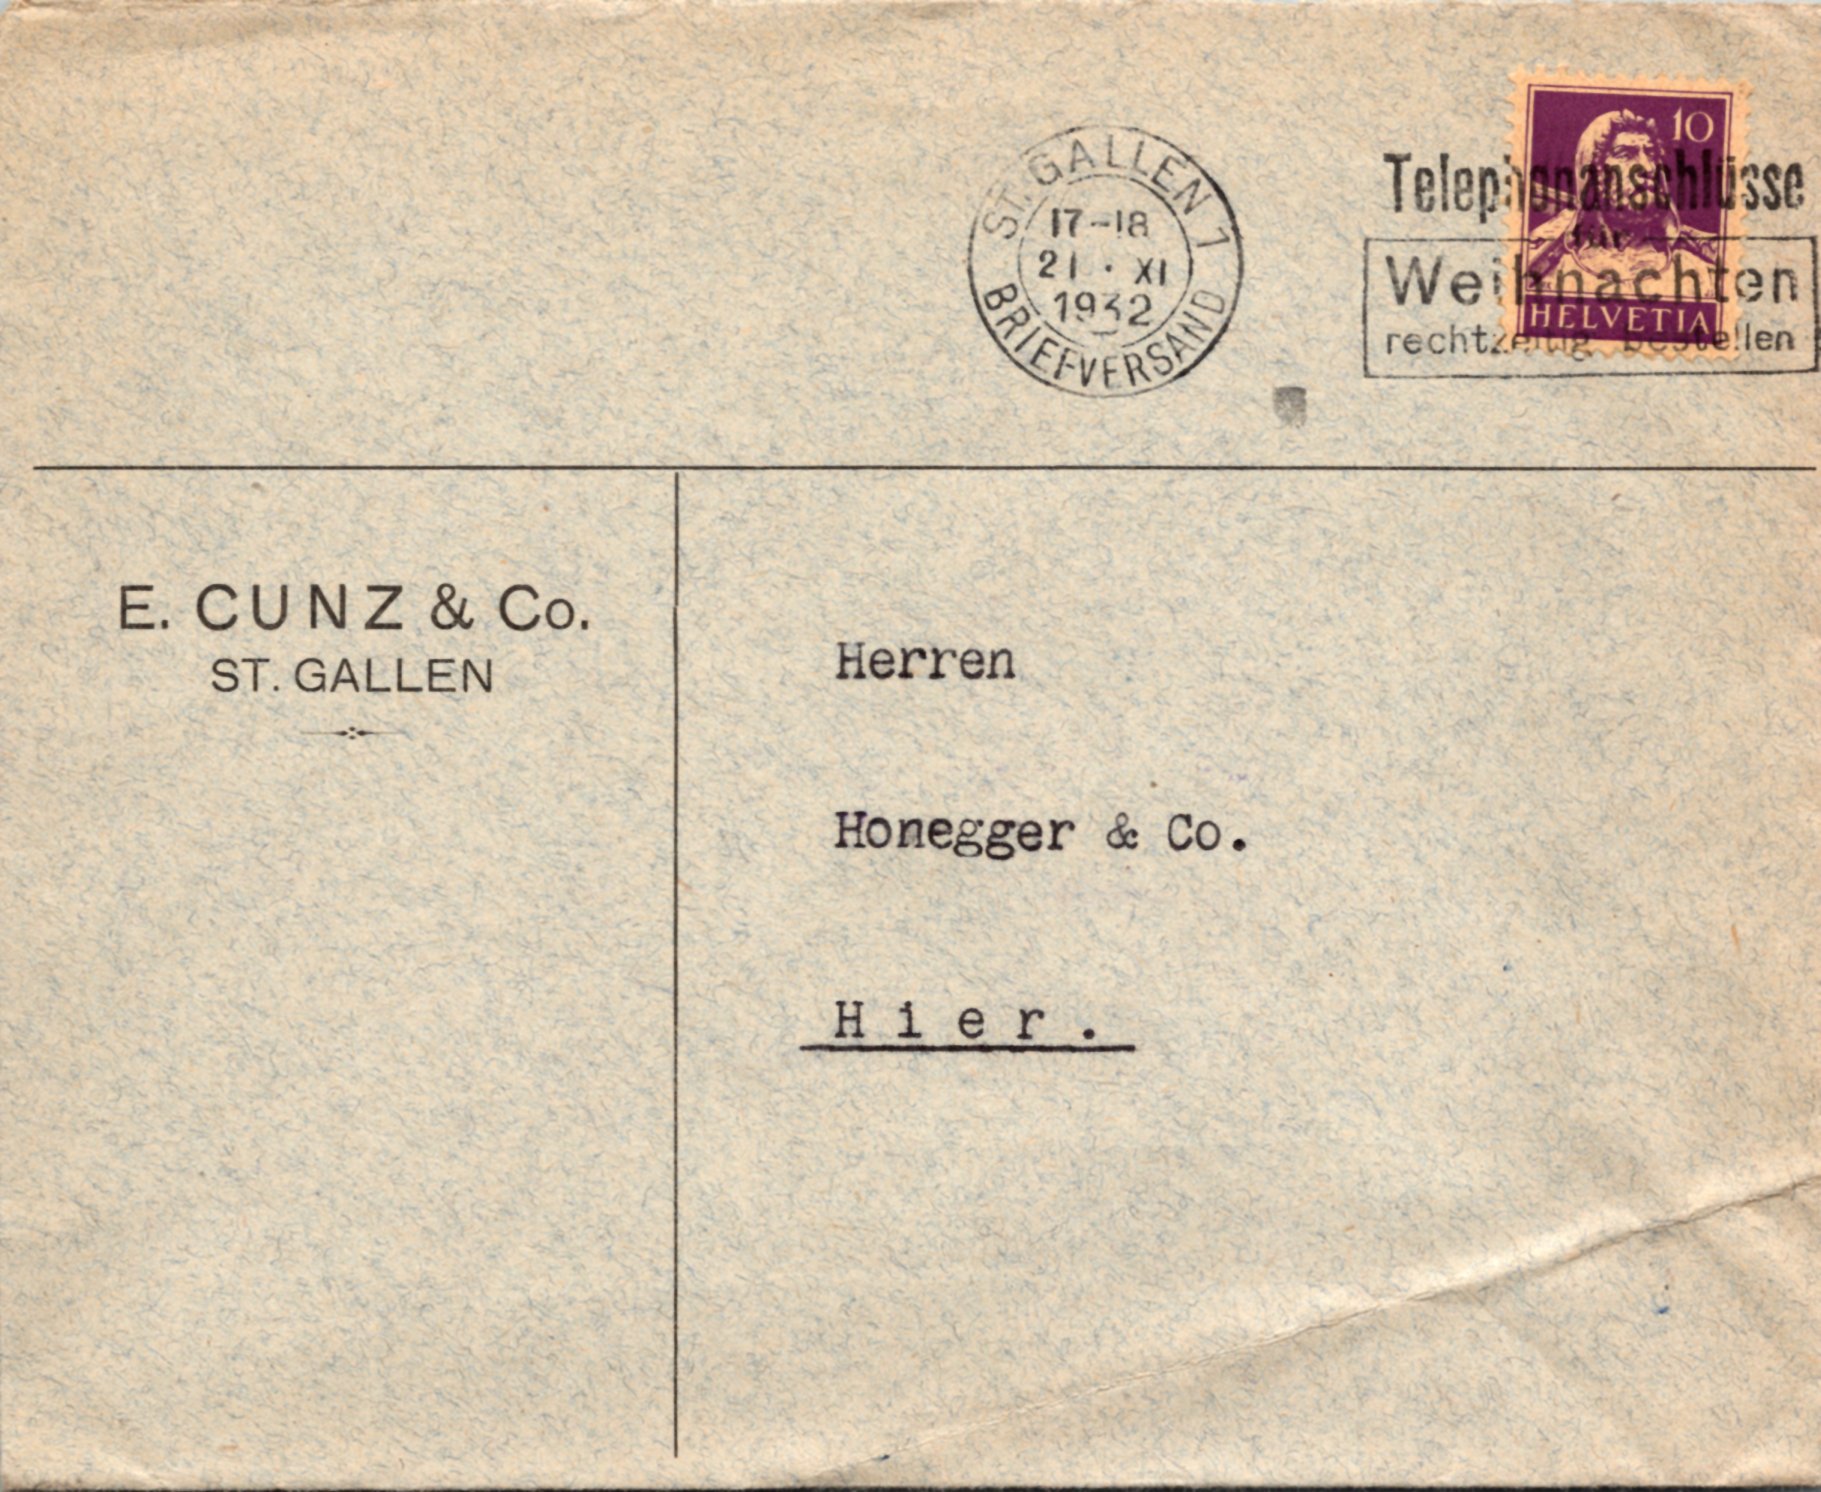 ST. GALLEN 1
17-18
21 · XI
1932
BRIEFVERSAND
10
Telephonanschlüsse
für
Weihnachten
rechtzeitig bestellen
HELVETIA
E. CUNZ & Co.
ST. GALLEN
Herren
Honegger & Co.
Hier.